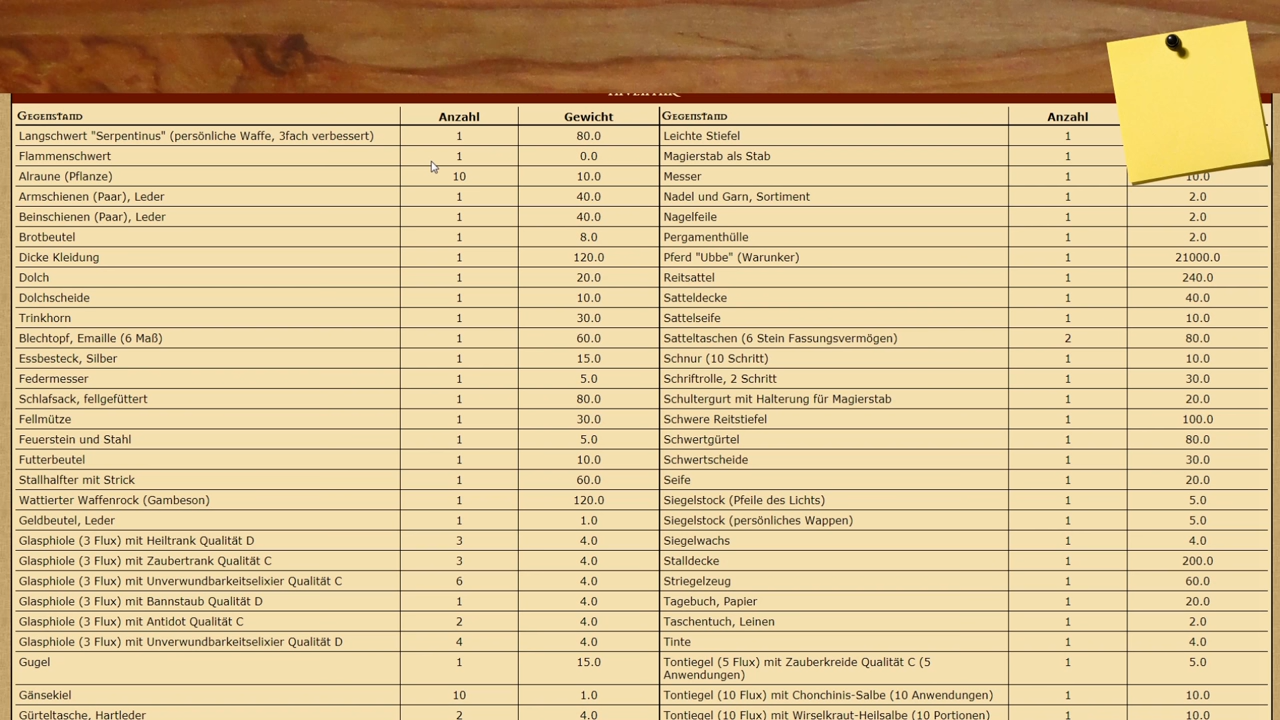 Gegenstand Anzahl Gewicht Gegenstand Anzahl
Langschwert "Serpentinus" (persönliche Waffe, 3fach verbessert) 1 80.0 Leichte Stiefel 1
Flammenschwert 1 0.0 Magierstab als Stab 1
Alraune (Pflanze) 10 10.0 Messer 1 10.0
Armschienen (Paar), Leder 1 40.0 Nadel und Garn, Sortiment 1 2.0
Beinschienen (Paar), Leder 1 40.0 Nagelfeile 1 2.0
Brotbeutel 1 8.0 Pergamenthülle 1 2.0
Dicke Kleidung 1 120.0 Pferd "Ubbe" (Warunker) 1 21000.0
Dolch 1 20.0 Reitsattel 1 240.0
Dolchscheide 1 10.0 Satteldecke 1 40.0
Trinkhorn 1 30.0 Sattelseife 1 10.0
Blechtopf, Emaille (6 Maß) 1 60.0 Satteltaschen (6 Stein Fassungsvermögen) 2 80.0
Essbesteck, Silber 1 15.0 Schnur (10 Schritt) 1 10.0
Federmesser 1 5.0 Schriftrolle, 2 Schritt 1 30.0
Schlafsack, fellgefüttert 1 80.0 Schultergurt mit Halterung für Magierstab 1 20.0
Fellmütze 1 30.0 Schwere Reitstiefel 1 100.0
Feuerstein und Stahl 1 5.0 Schwertgürtel 1 80.0
Futterbeutel 1 10.0 Schwertscheide 1 30.0
Stallhalfter mit Strick 1 60.0 Seife 1 20.0
Wattierter Waffenrock (Gambeson) 1 120.0 Siegelstock (Pfeile des Lichts) 1 5.0
Geldbeutel, Leder 1 1.0 Siegelstock (persönliches Wappen) 1 5.0
Glasphiole (3 Flux) mit Heiltrank Qualität D 3 4.0 Siegelwachs 1 4.0
Glasphiole (3 Flux) mit Zaubertrank Qualität C 3 4.0 Stalldecke 1 200.0
Glasphiole (3 Flux) mit Unverwundbarkeitselixier Qualität C 6 4.0 Striegelzeug 1 60.0
Glasphiole (3 Flux) mit Bannstaub Qualität D 1 4.0 Tagebuch, Papier 1 20.0
Glasphiole (3 Flux) mit Antidot Qualität C 2 4.0 Taschentuch, Leinen 1 2.0
Glasphiole (3 Flux) mit Unverwundbarkeitselixier Qualität D 4 4.0 Tinte 1 4.0
Gugel 1 15.0 Tontiegel (5 Flux) mit Zauberkreide Qualität C (5 1 5.0
Anwendungen)
Gänsekiel 10 1.0 Tontiegel (10 Flux) mit Chonchinis-Salbe (10 Anwendungen) 1 10.0
Gürteltasche, Hartleder 2 4.0 Tontiegel (10 Flux) mit Wirselkraut-Heilsalbe (10 Portionen) 1 10.0